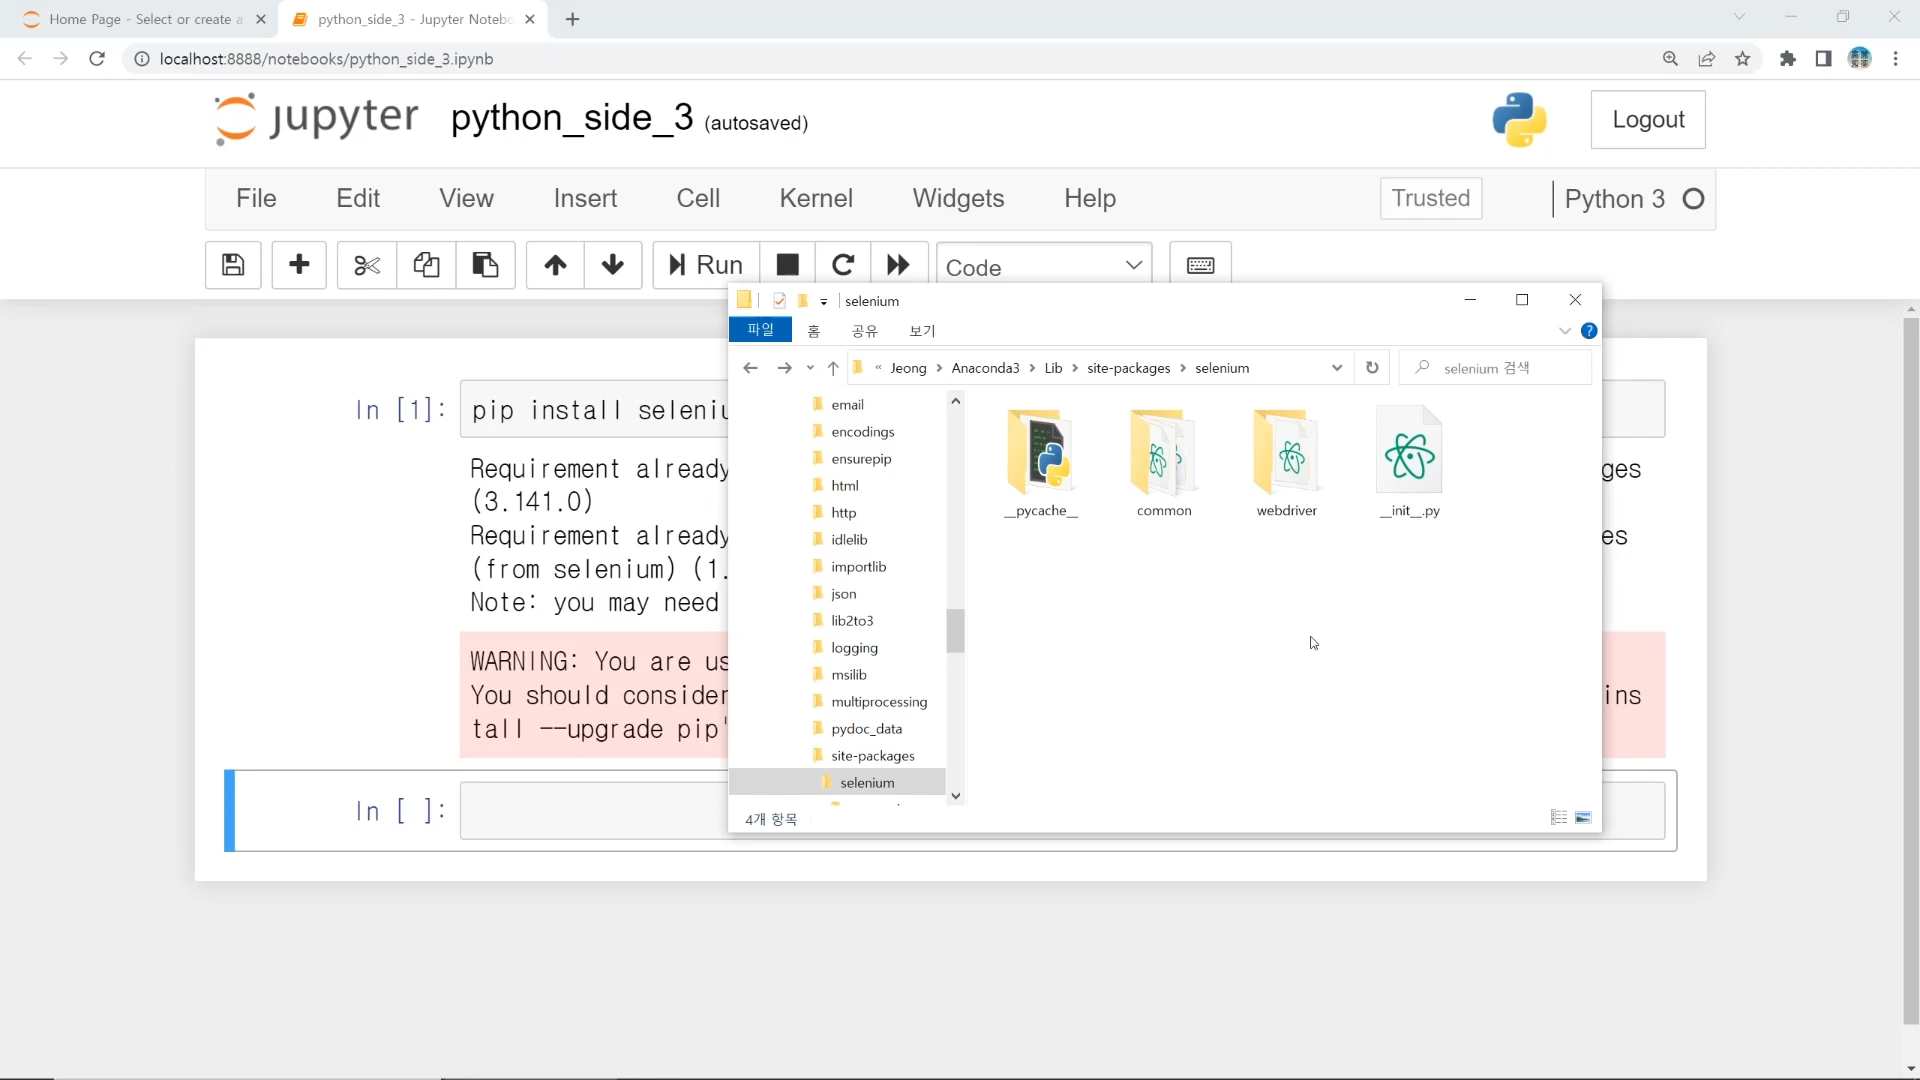 Home Page - Select or create a
python_side_3 - Jupyter Notebo
localhost:8888/notebooks/python_side_3.ipynb
jupyter python_side_3 (autosaved)
Logout
File Edit View Insert Cell Kernel Widgets Help
Trusted
Python 3
Run
Code
selenium
파일 홈 공유 보기
« Jeong > Anaconda3 > Lib > site-packages > selenium
selenium 검색
email
encodings
ensurepip
html
http
idlelib
importlib
json
lib2to3
logging
msilib
multiprocessing
pydoc_data
site-packages
selenium
__pycache__
common
webdriver
__init__.py
4개 항목
In [1]: pip install seleniu
Requirement already ges
(3.141.0)
Requirement already es
(from selenium) (1.
Note: you may need
WARNING: You are us
You should consider ins
tall --upgrade pip'
In [ ]: